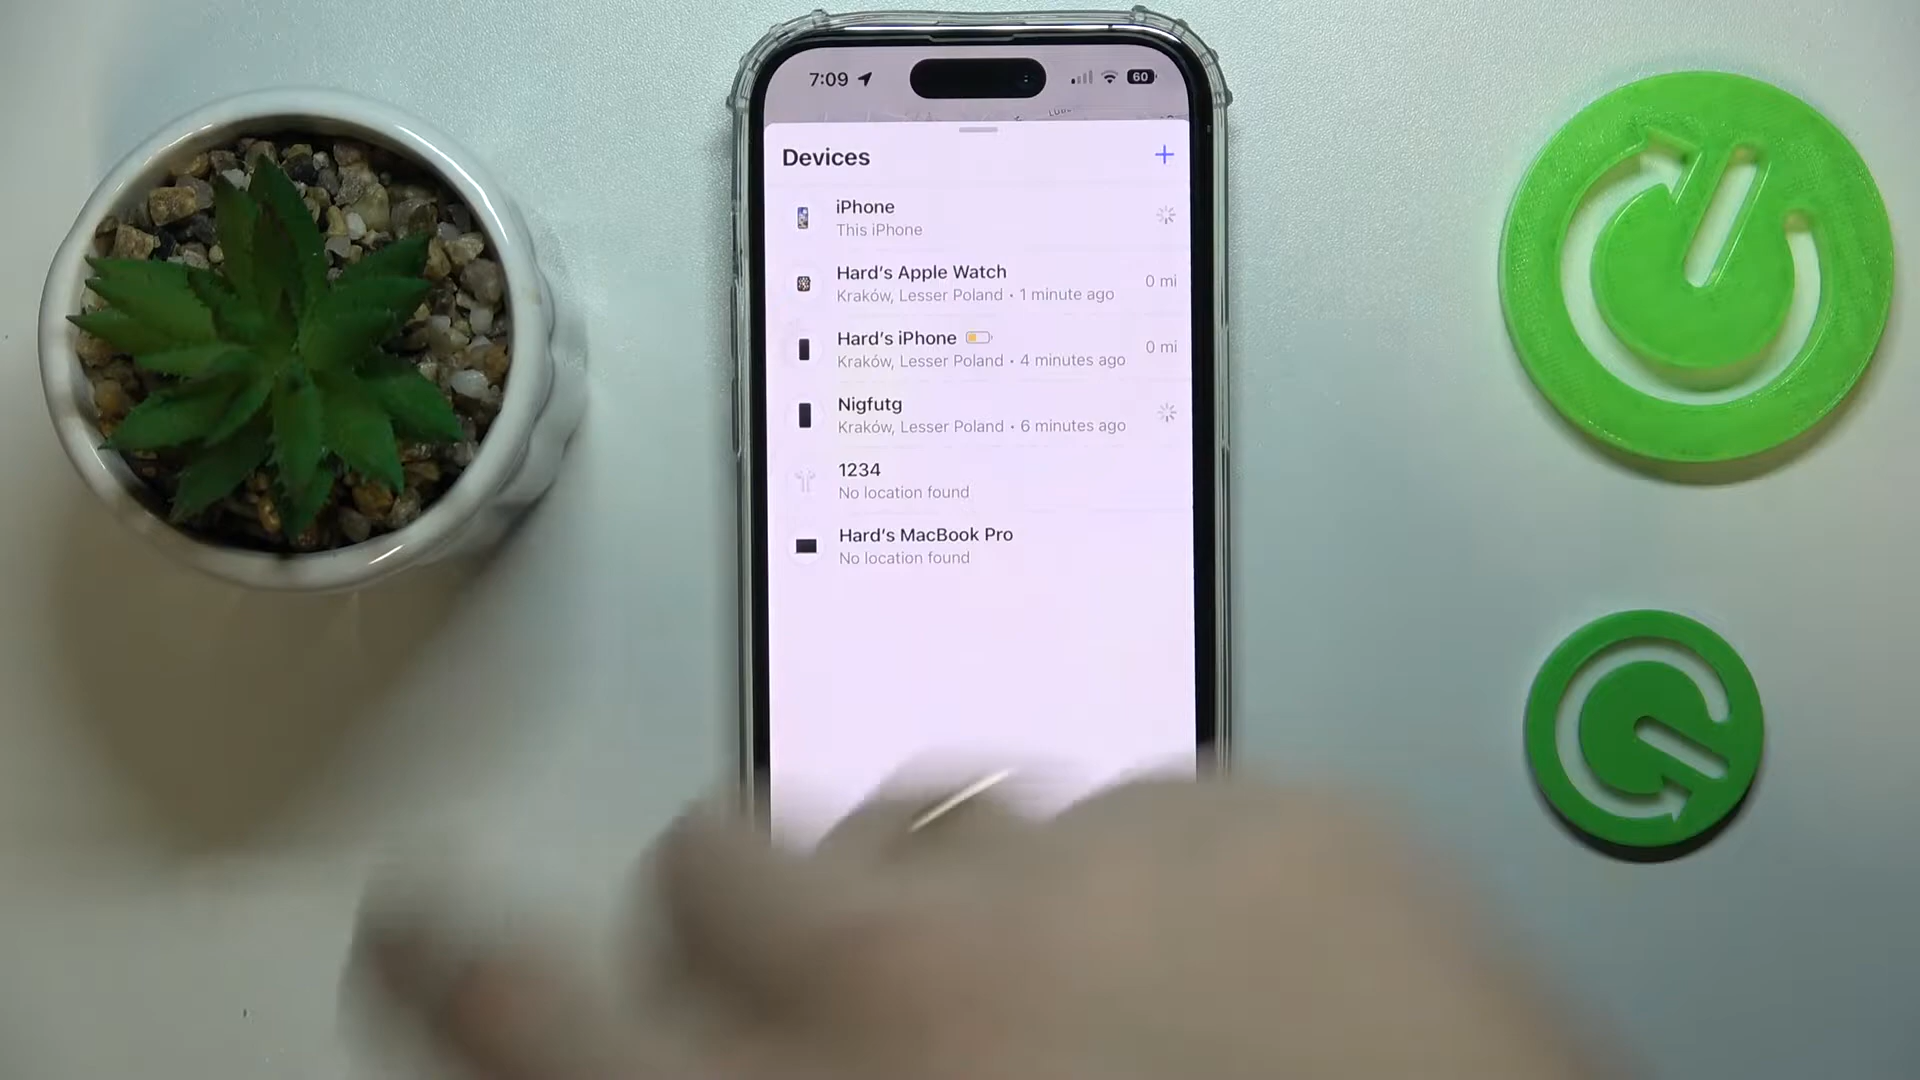 7:09
60
Devices
iPhone
This iPhone
Hard's Apple Watch
Kraków, Lesser Poland • 1 minute ago
0 mi
Hard's iPhone
Kraków, Lesser Poland • 4 minutes ago
0 mi
Nigfutg
Kraków, Lesser Poland • 6 minutes ago
1234
No location found
Hard's MacBook Pro
No location found